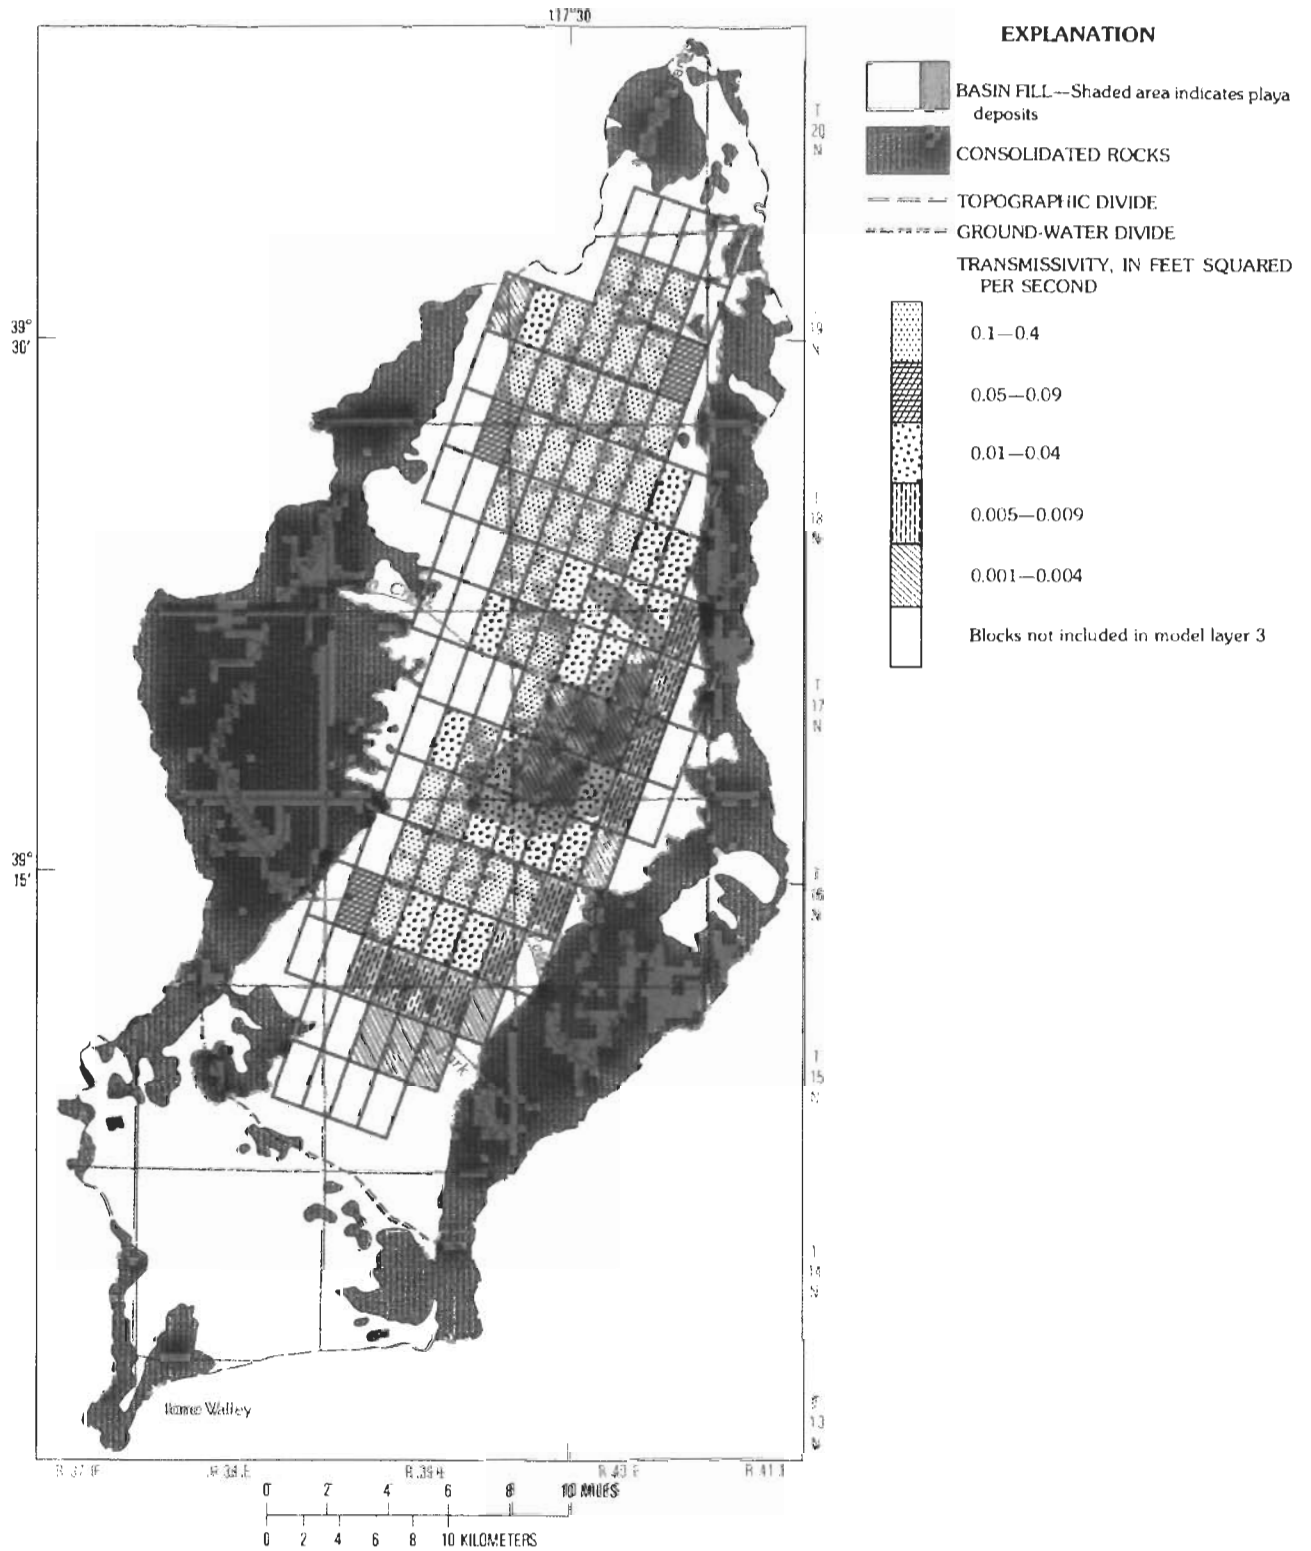 117°30
EXPLANATION
BASIN FILL—Shaded area indicates playa
deposits
CONSOLIDATED ROCKS
TOPOGRAPHIC DIVIDE
GROUND-WATER DIVIDE
TRANSMISSIVITY, IN FEET SQUARED
PER SECOND
0.1—0.4
0.05—0.09
0.01—0.04
0.005—0.009
0.001—0.004
Blocks not included in model layer 3
T
20
N
39°
30'
T
17
N
39°
15'
T
15
Valley
R 39 E
R 40 E
0 2 4 6 8 10 MILES
0 2 4 6 8 10 KILOMETERS